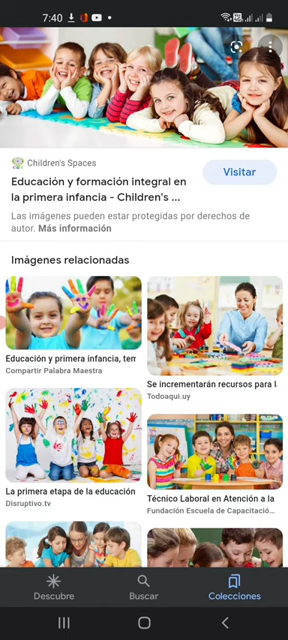 7:40
Children's Spaces
Educación y formación integral en
la primera infancia - Children's ...
Visitar
Las imágenes pueden estar protegidas por derechos de
autor. Más información
Imágenes relacionadas
Educación y primera infancia, tem
Compartir Palabra Maestra
Se incrementarán recursos para l
Todoaqui.uy
La primera etapa de la educación
Disruptivo.tv
Técnico Laboral en Atención a la
Fundación Escuela de Capacitació...
Descubre
Buscar
Colecciones